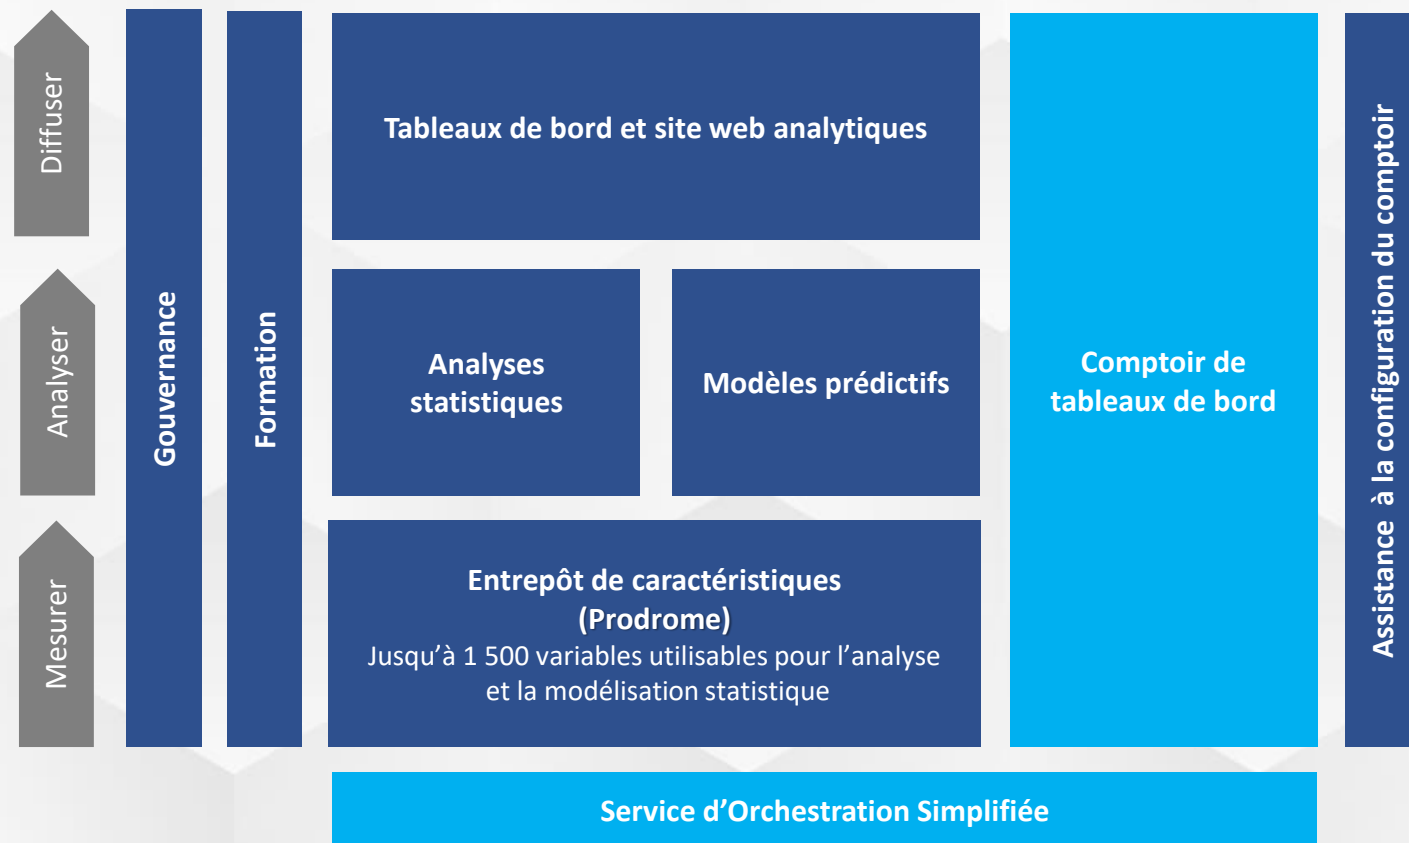 Diffuser
Analyser
Mesurer
Gouvernance
Formation
Tableaux de bord et site web analytiques
Analyses
statistiques
Modèles prédictifs
Entrepôt de caractéristiques
(Prodrome)
Jusqu’à 1 500 variables utilisables pour l’analyse
et la modélisation statistique
Comptoir de
tableaux de bord
Assistance à la configuration du comptoir
Service d’Orchestration Simplifiée